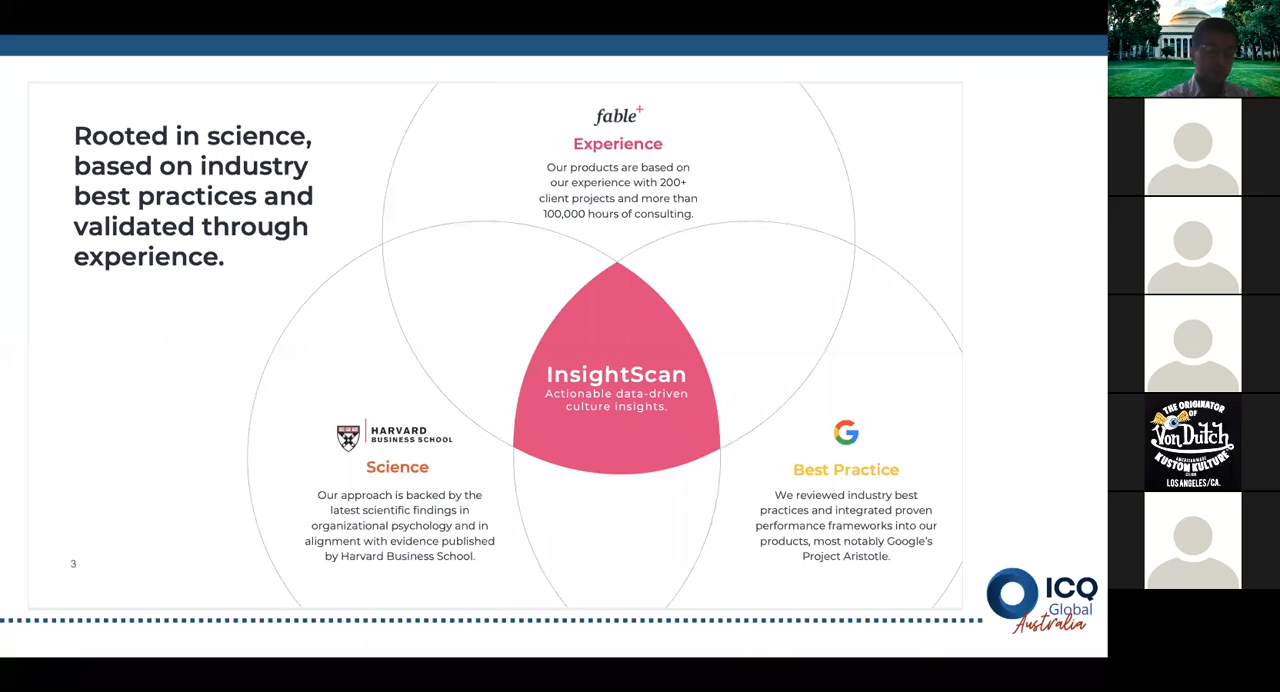 Rooted in science,
based on industry
best practices and
validated through
experience.
fable+
Experience
Our products are based on
our experience with 200+
client projects and more than
100,000 hours of consulting.
InsightScan
Actionable data-driven
culture insights.
HARVARD
BUSINESS SCHOOL
Science
Our approach is backed by the
latest scientific findings in
organizational psychology and in
alignment with evidence published
by Harvard Business School.
G
Best Practice
We reviewed industry best
practices and integrated proven
performance frameworks into our
products, most notably Google's
Project Aristotle.
3
ICQ
Global
Australia
THE ORIGINATOR
OF
Von Dutch
KUSTOM KULTURE
LOS ANGELES/CA.